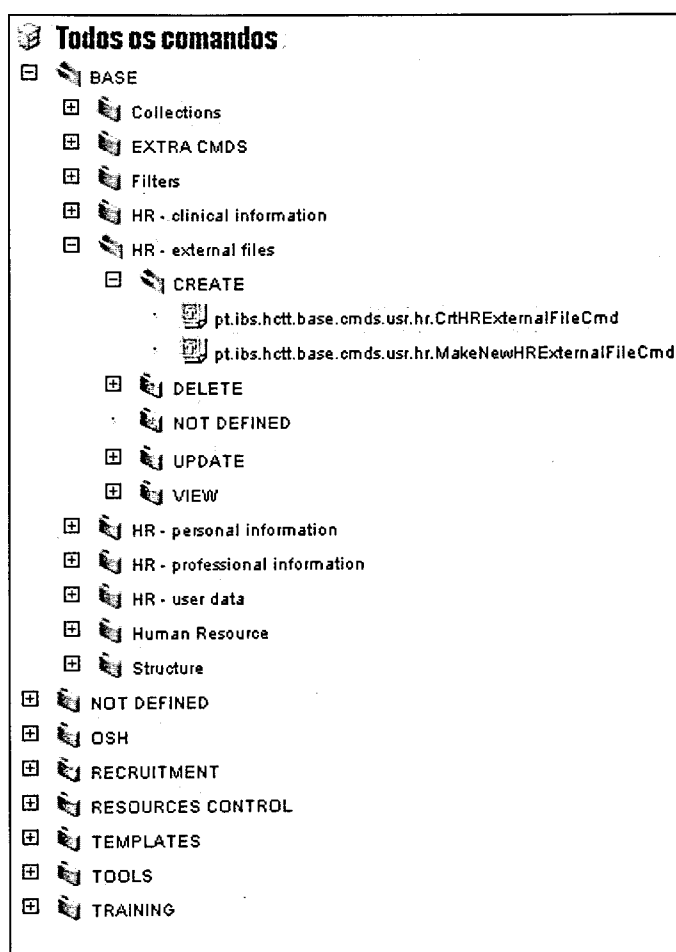 Todos os comandos
BASE
Collections
EXTRA CMDS
Filters
HR - clinical information
HR - external files
CREATE
pt.ibs.hctt.base.cmds.usr.hr.CrtHRExternalFileCmd
pt.ibs.hctt.base.cmds.usr.hr.MakeNewHRExternalFileCmd
DELETE
NOT DEFINED
UPDATE
VIEW
HR - personal information
HR - professional information
HR - user data
Human Resource
Structure
NOT DEFINED
OSH
RECRUITMENT
RESOURCES CONTROL
TEMPLATES
TOOLS
TRAINING